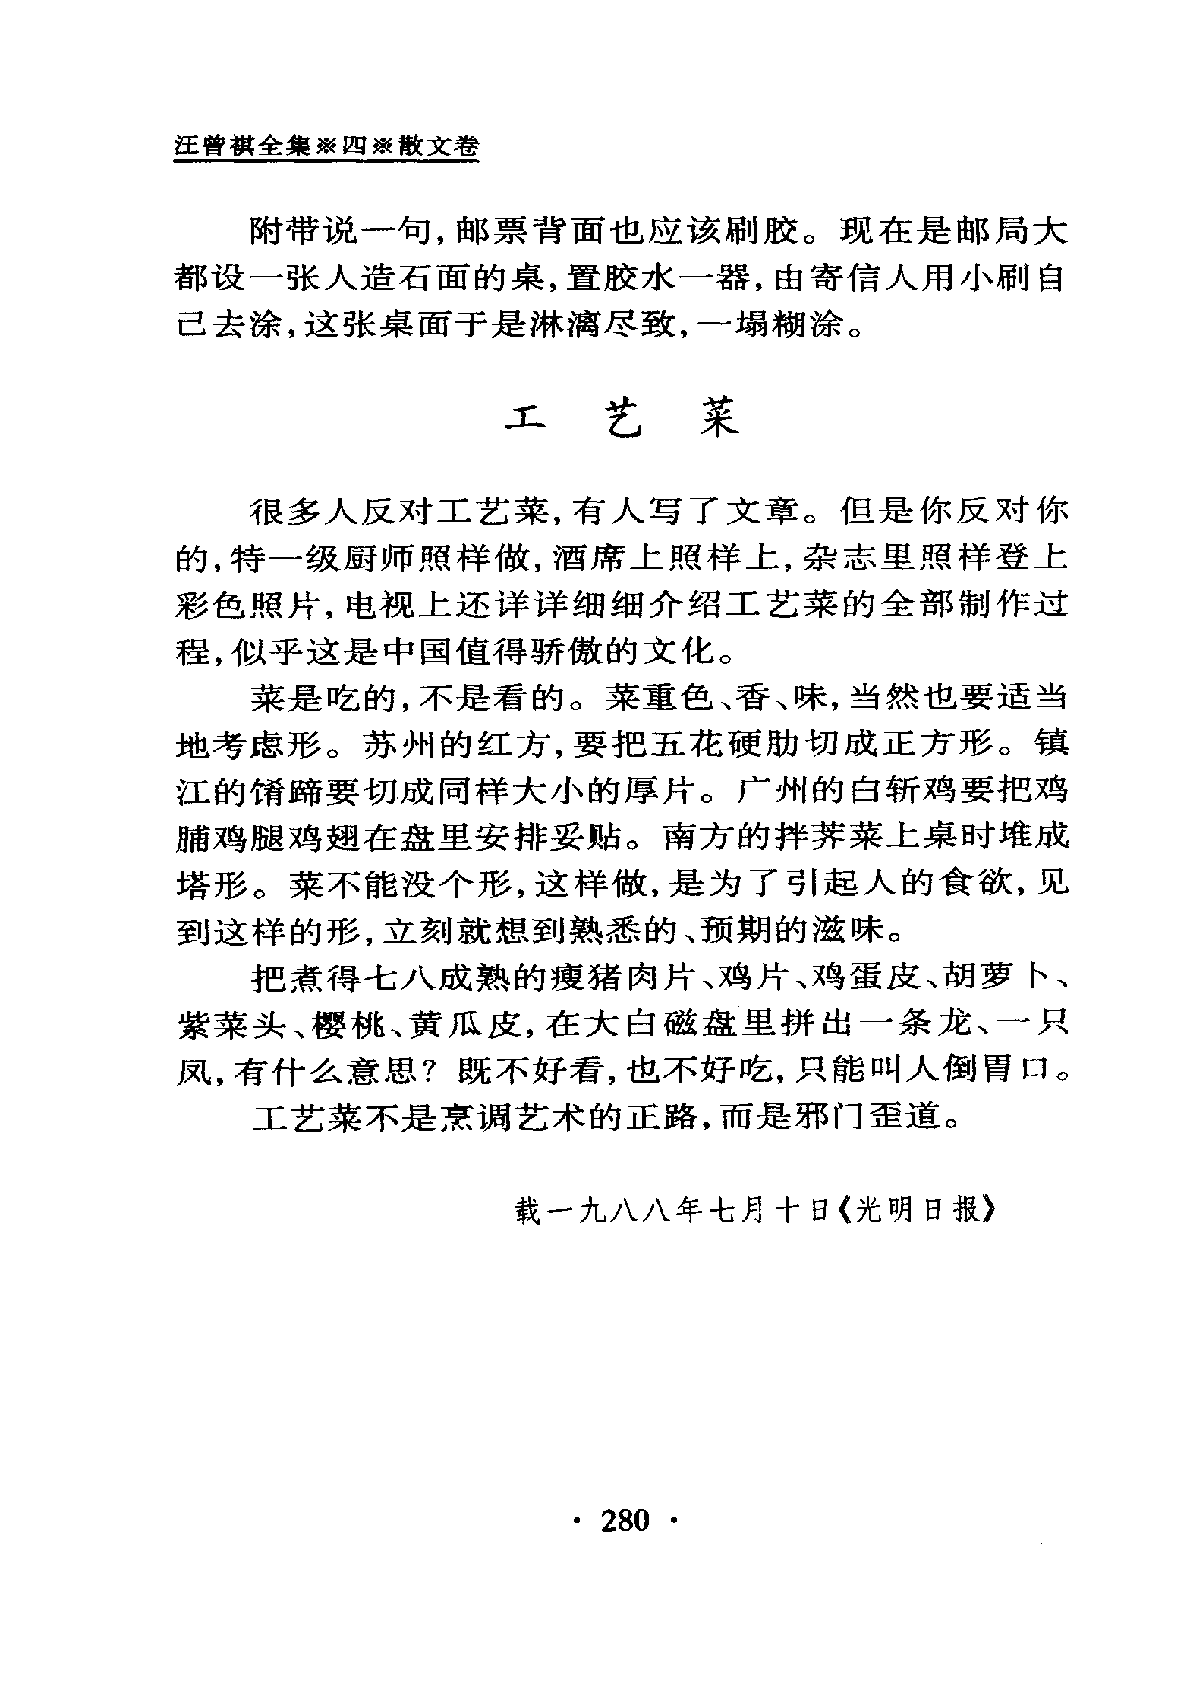 汪曾祺全集※四※散文卷
附带说一句,邮票背面也应该刷胶。现在是邮局大
都设一张人造石面的桌,置胶水一器,由寄信人用小刷自
己去涂,这张桌面于是淋漓尽致,一塌糊涂。
工 艺 菜
很多人反对工艺菜,有人写了文章。但是你反对你
的,特一级厨师照样做,酒席上照样上,杂志里照样登上
彩色照片,电视上还详详细细介绍工艺菜的全部制作过
程,似乎这是中国值得骄傲的文化。
菜是吃的,不是看的。菜重色、香、味,当然也要适当
地考虑形。苏州的红方,要把五花硬肋切成正方形。镇
江的肴蹄要切成同样大小的厚片。广州的白斩鸡要把鸡
脯鸡腿鸡翅在盘里安排妥贴。南方的拌荠菜上桌时堆成
塔形。菜不能没个形,这样做,是为了引起人的食欲,见
到这样的形,立刻就想到熟悉的、预期的滋味。
把煮得七八成熟的瘦猪肉片、鸡片、鸡蛋皮、胡萝卜、
紫菜头、樱桃、黄瓜皮,在大白磁盘里拼出一条龙、一只
凤,有什么意思?既不好看,也不好吃,只能叫人倒胃口。
工艺菜不是烹调艺术的正路,而是邪门歪道。
载一九八八年七月十日《光明日报》
· 280 ·